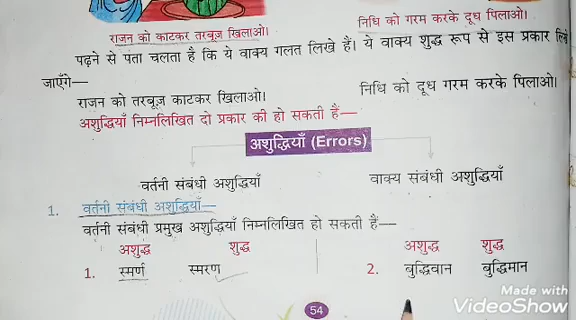 राजन को काटकर तरबूज़ खिलाओ।
निधि को गरम करके दूध पिलाओ।
पढ़ने से पता चलता है कि ये वाक्य गलत लिखे हैं। ये वाक्य शुद्ध रूप से इस प्रकार लिखे
जाएँगे—
राजन को तरबूज़ काटकर खिलाओ।
निधि को दूध गरम करके पिलाओ।
अशुद्धियाँ निम्नलिखित दो प्रकार की हो सकती हैं—
अशुद्धियाँ (Errors)
वर्तनी संबंधी अशुद्धियाँ
वाक्य संबंधी अशुद्धियाँ
1. वर्तनी संबंधी अशुद्धियाँ—
वर्तनी संबंधी प्रमुख अशुद्धियाँ निम्नलिखित हो सकती हैं—
अशुद्ध शुद्ध अशुद्ध शुद्ध
1. स्मर्ण स्मरण 2. बुद्धिवान बुद्धिमान
54
Made with
VideoShow